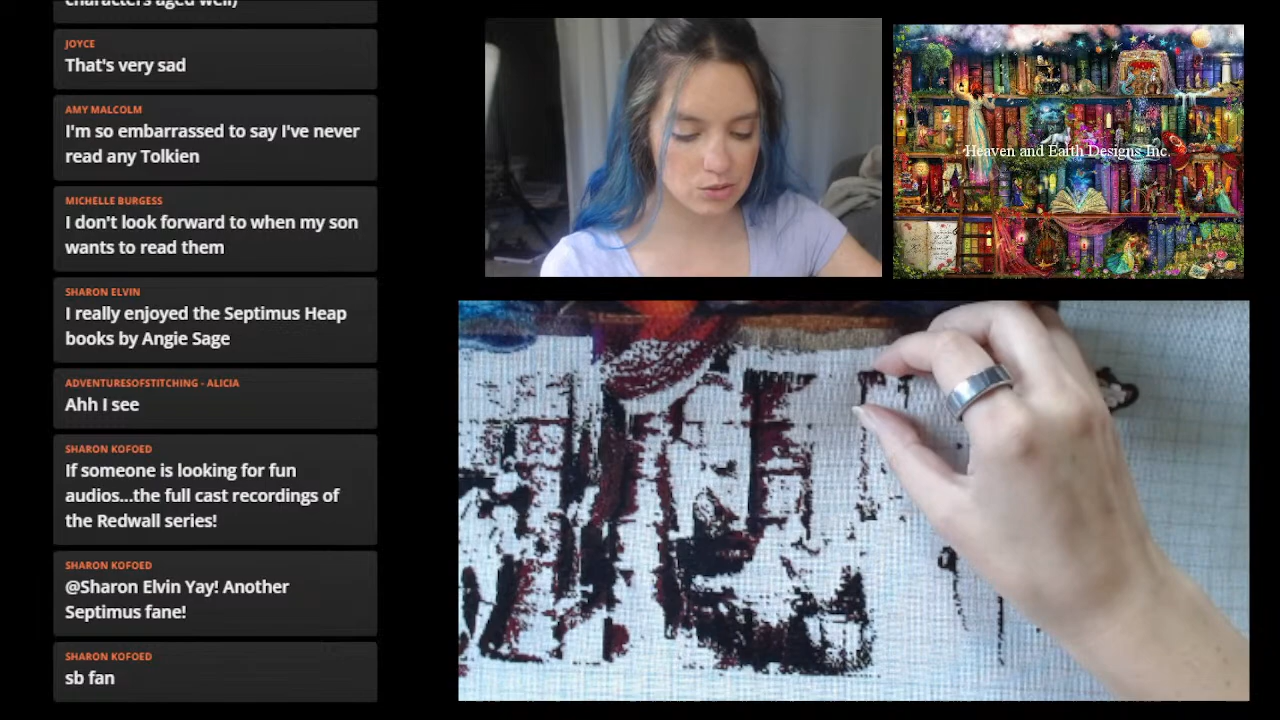 characters aged well)
JOYCE
That's very sad
AMY MALCOLM
I'm so embarrassed to say I've never
read any Tolkien
MICHELLE BURGESS
I don't look forward to when my son
wants to read them
SHARON ELVIN
I really enjoyed the Septimus Heap
books by Angie Sage
ADVENTURESOFSTITCHING - ALICIA
Ahh I see
SHARON KOFOED
If someone is looking for fun
audios...the full cast recordings of
the Redwall series!
SHARON KOFOED
@Sharon Elvin Yay! Another
Septimus fane!
SHARON KOFOED
sb fan
Heaven and Earth Designs Inc